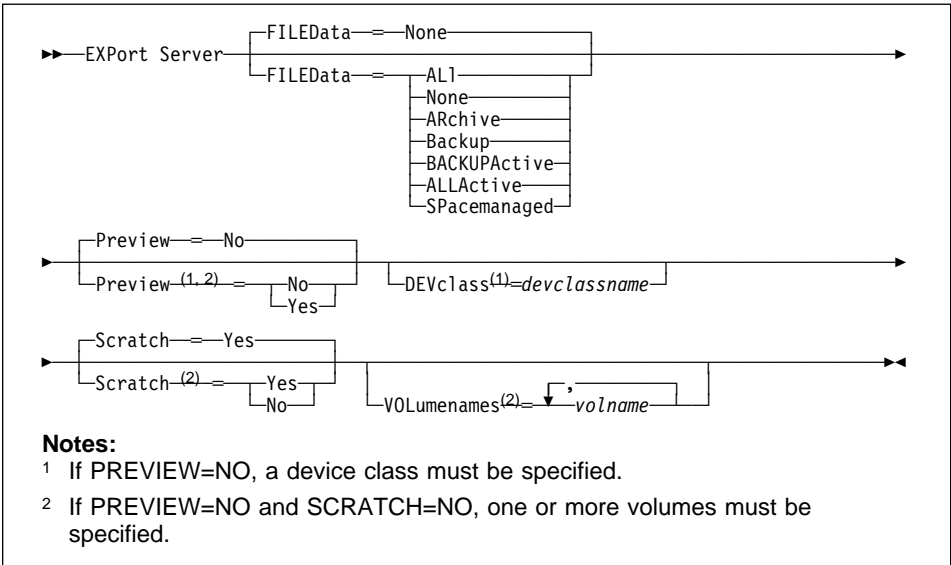 FILEData = None
EXPort Server
FILEData = ALl
None
ARchive
Backup
BACKUPActive
ALLActive
SPacemanaged
Preview = No
Preview (1, 2) = No
Yes
DEVclass(1)=devclassname
Scratch = Yes
Scratch (2) = Yes
No
,
VOLumenames(2)= volname
Notes:
1 If PREVIEW=NO, a device class must be specified.
2 If PREVIEW=NO and SCRATCH=NO, one or more volumes must be
specified.